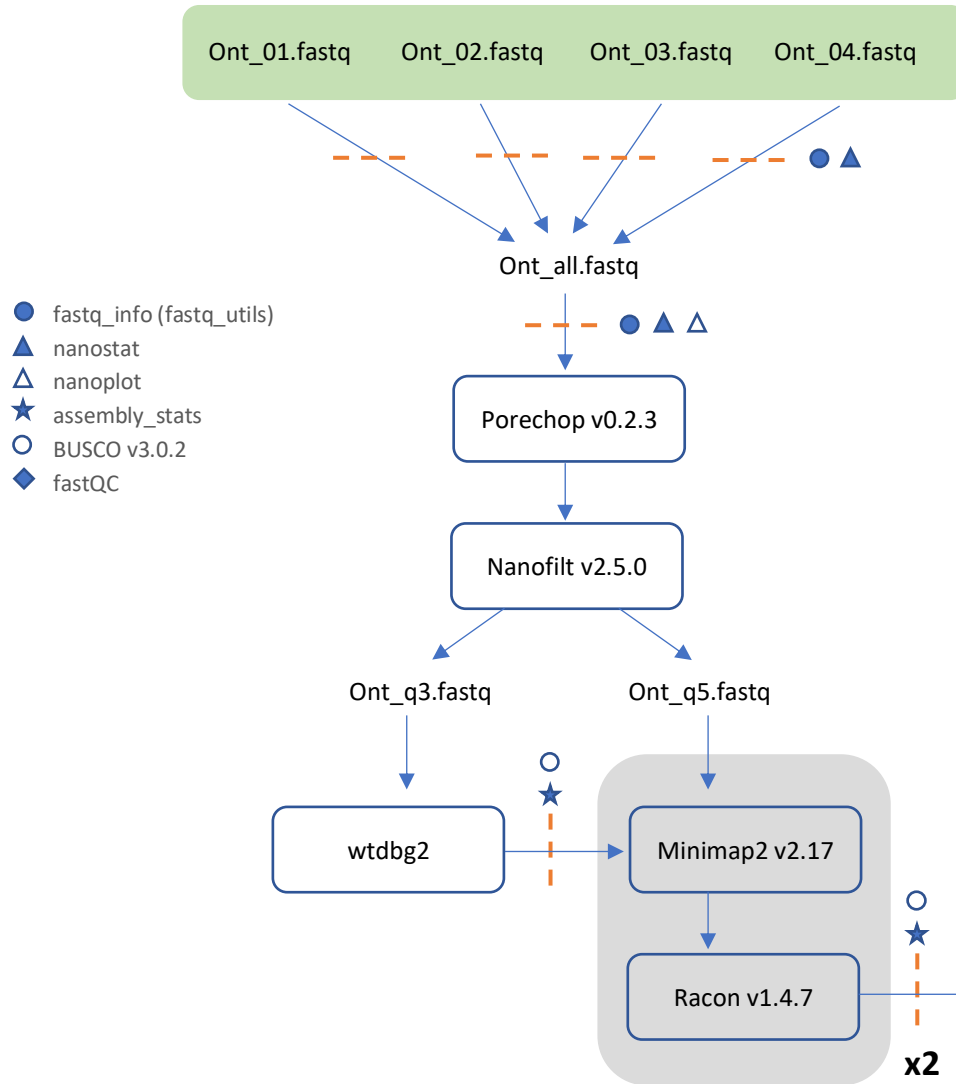 Ont_01.fastq Ont_02.fastq Ont_03.fastq Ont_04.fastq
Ont_all.fastq
fastq_info (fastq_utils)
nanostat
nanoplot
assembly_stats
BUSCO v3.0.2
fastQC
Porechop v0.2.3
Nanofilt v2.5.0
Ont_q3.fastq Ont_q5.fastq
wtdbg2 Minimap2 v2.17
Racon v1.4.7
x2